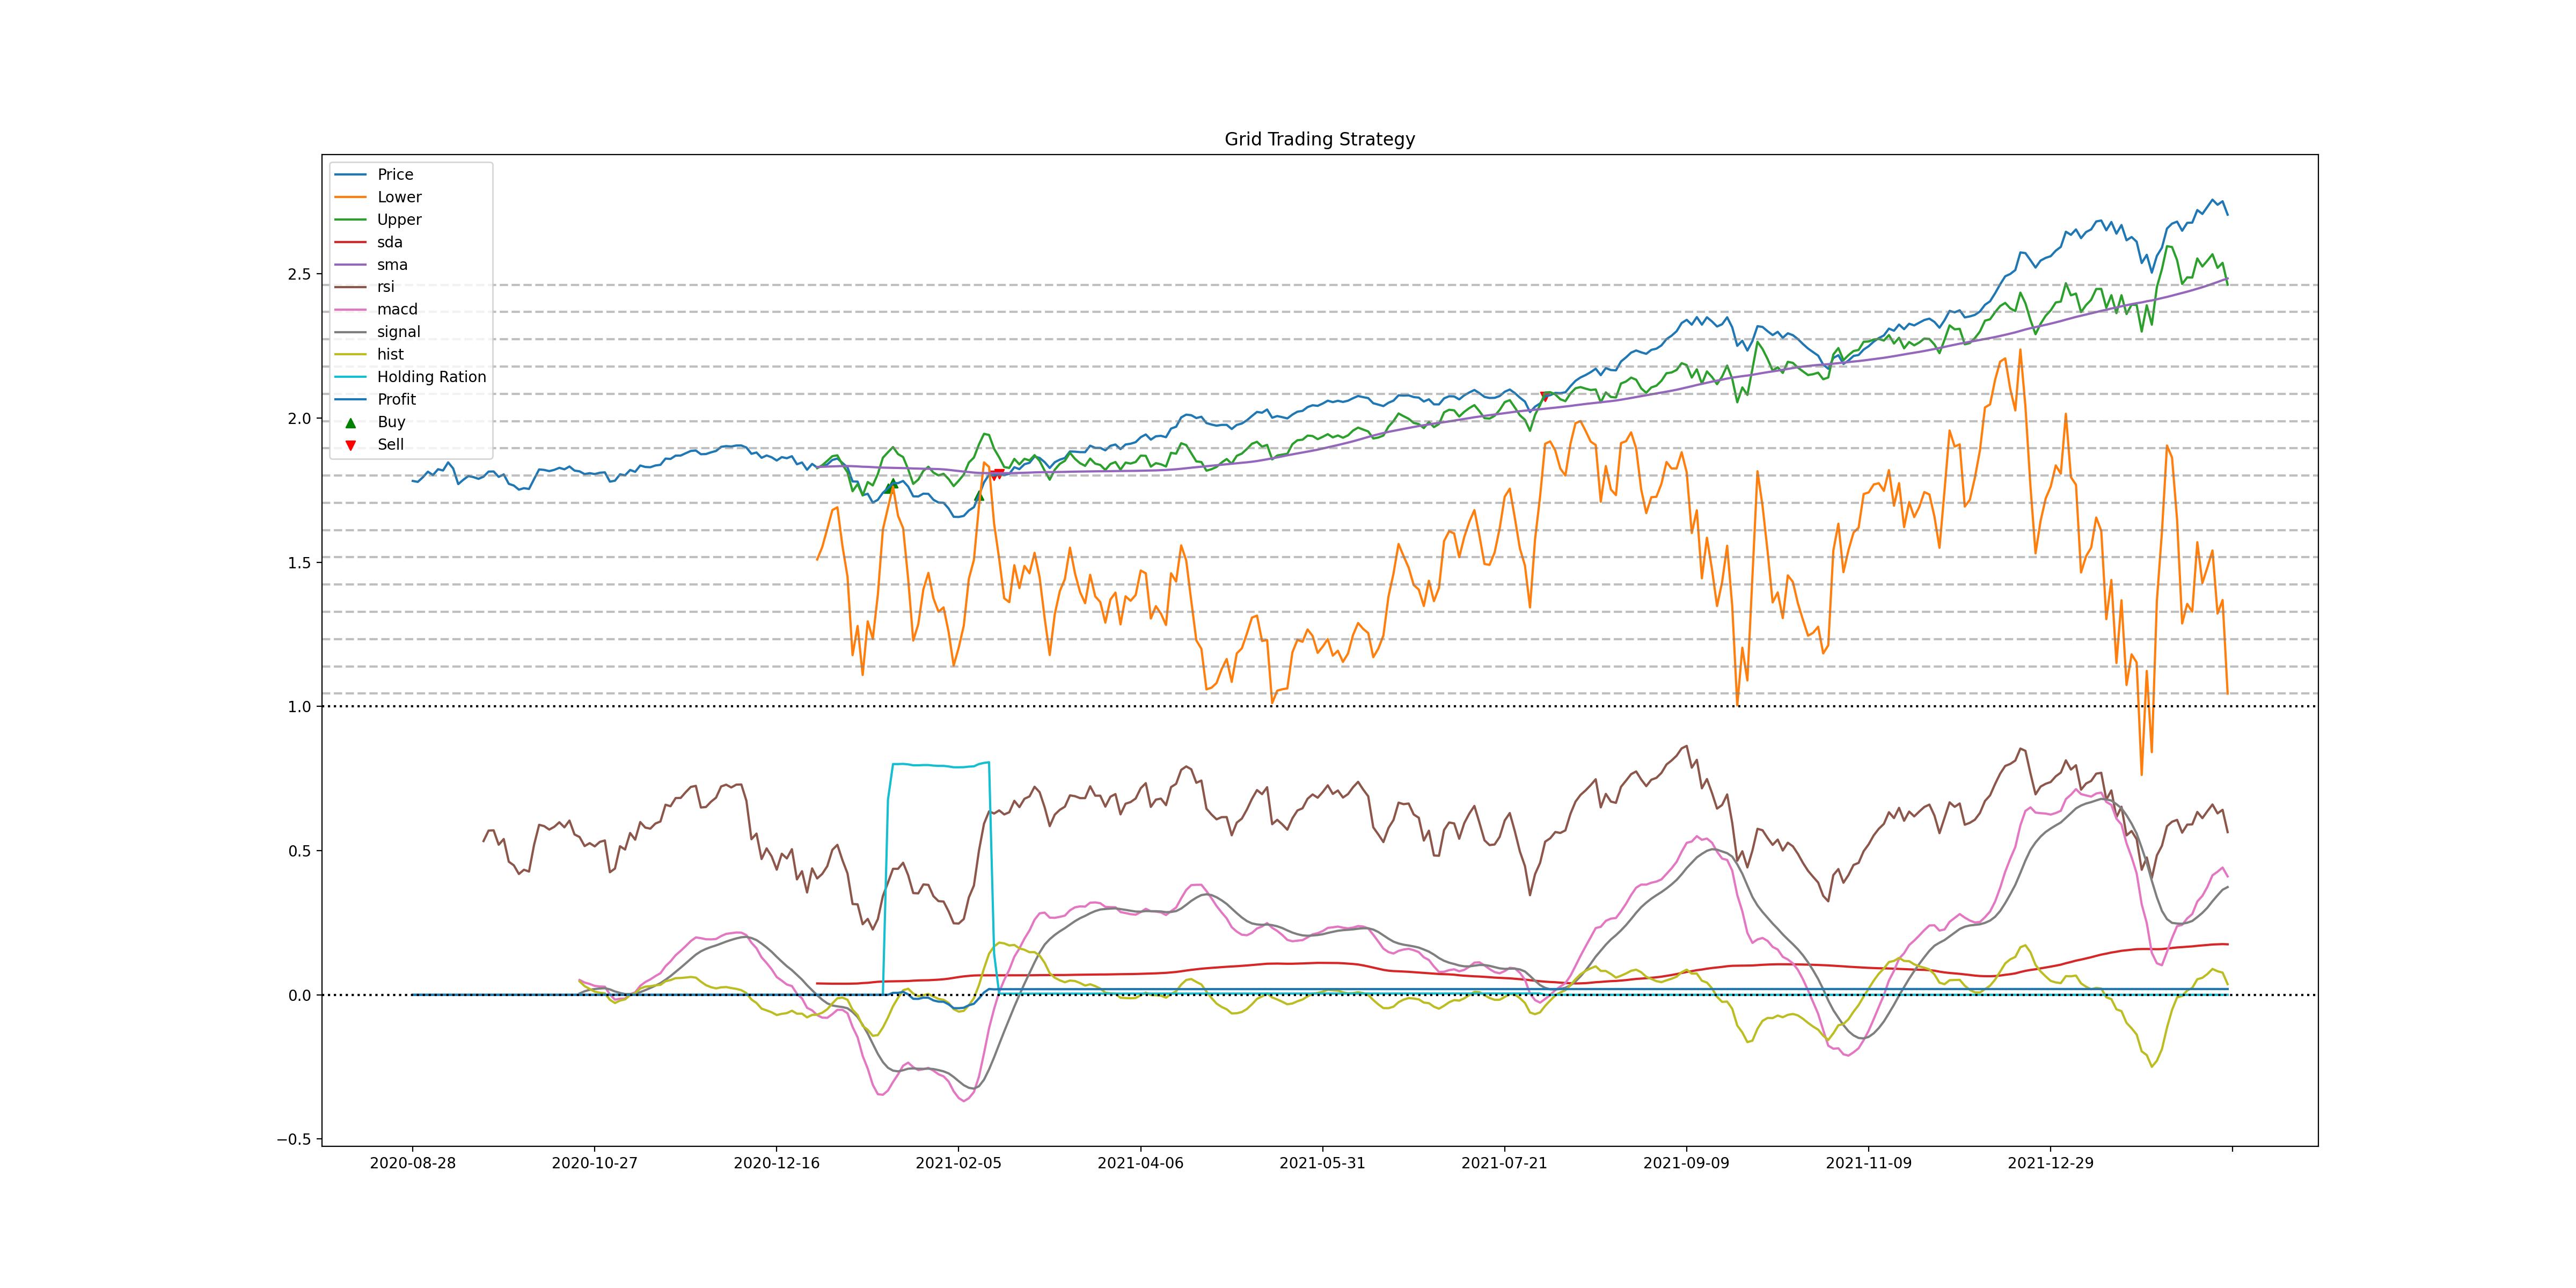 Grid Trading Strategy
Price
Lower
Upper
sda
sma
rsi
macd
signal
hist
Holding Ration
Profit
Buy
Sell
2.5
2.0
1.5
1.0
0.5
0.0
−0.5
2020-08-28 2020-10-27 2020-12-16 2021-02-05 2021-04-06 2021-05-31 2021-07-21 2021-09-09 2021-11-09 2021-12-29